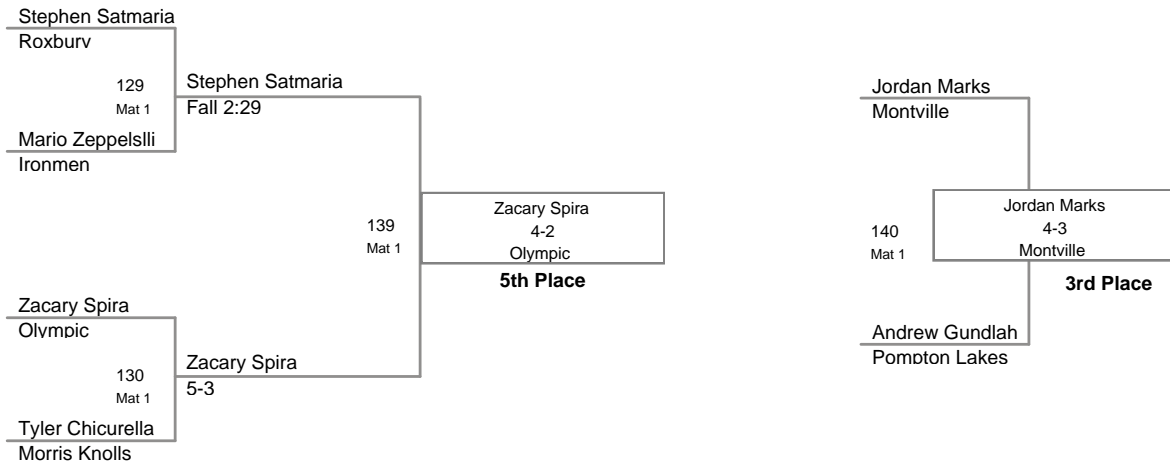 Stephen Satmaria
Roxbury
129
Mat 1
Stephen Satmaria
Fall 2:29
Mario Zeppelslli
Ironmen
139
Mat 1
Zacary Spira
4-2
Olympic
5th Place
Zacary Spira
Olympic
130
Mat 1
Zacary Spira
5-3
Tyler Chicurella
Morris Knolls
Jordan Marks
Montville
140
Mat 1
Jordan Marks
4-3
Montville
3rd Place
Andrew Gundlah
Pompton Lakes